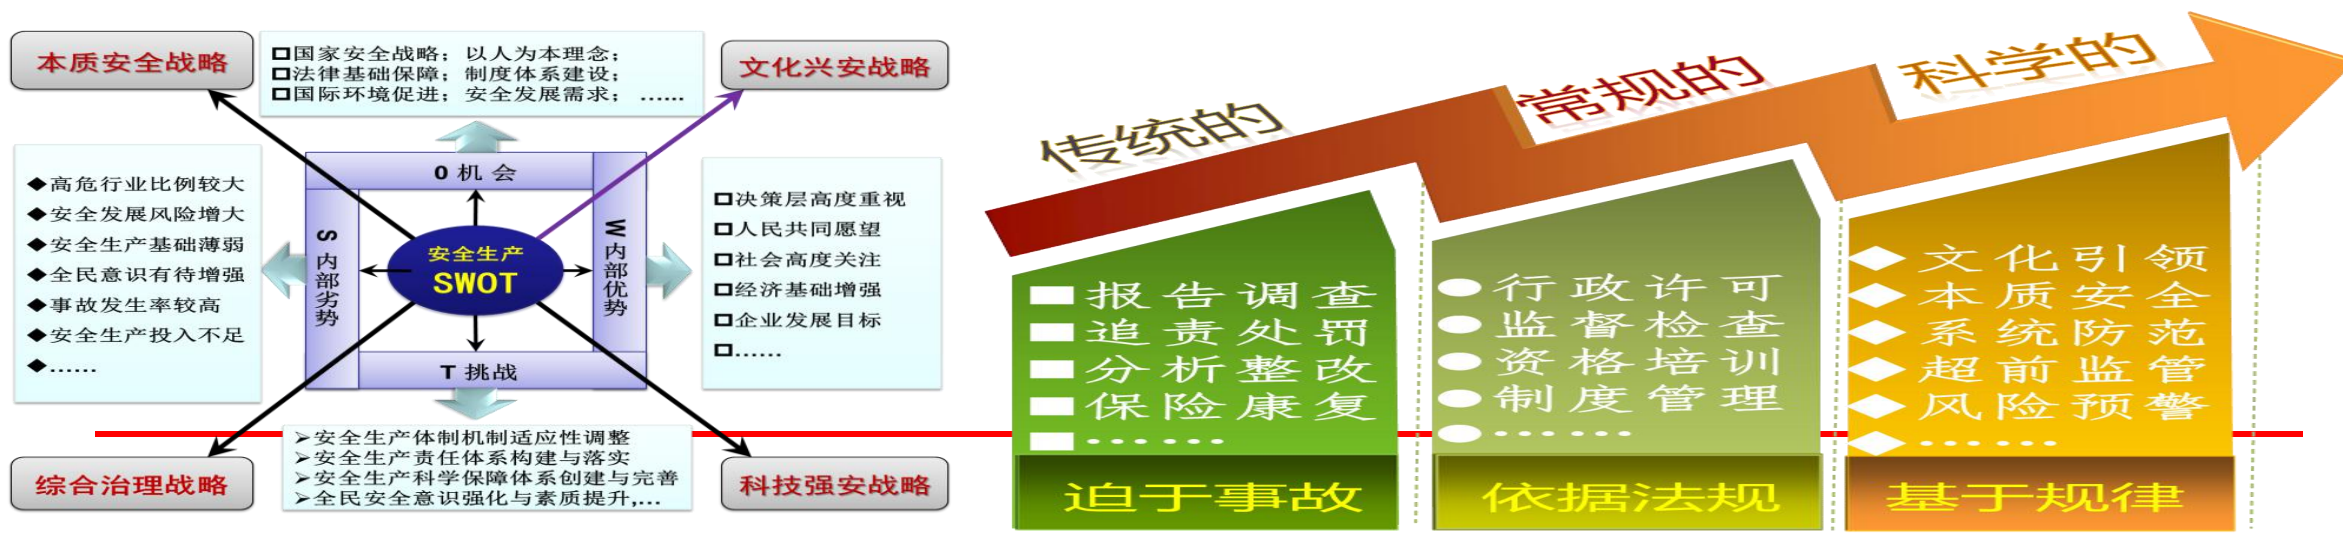 本质安全战略
□国家安全战略；以人为本理念；
□法律基础保障；制度体系建设；
□国际环境促进；安全发展需求；……
文化兴安战略
◆高危行业比例较大
◆安全发展风险增大
◆安全生产基础薄弱
◆全民意识有待增强
◆事故发生率较高
◆安全生产投入不足
◆……
O 机会
S 内部劣势
安全生产
SWOT
W 内部优势
T 挑战
□决策层高度重视
□人民共同愿望
□社会高度关注
□经济基础增强
□企业发展目标
□……
综合治理战略
➢安全生产体制机制适应性调整
➢安全生产责任体系构建与落实
➢安全生产科学保障体系创建与完善
➢全民安全意识强化与素质提升,…
科技强安战略
传统的
■报告调查
■追责处罚
■分析整改
■保险康复
■……
迫于事故
常规的
●行政许可
●监督检查
●资格培训
●制度管理
●……
依据法规
科学的
◆文化引领
◆本质安全
◆系统防范
◆超前监管
◆风险预警
◆……
基于规律